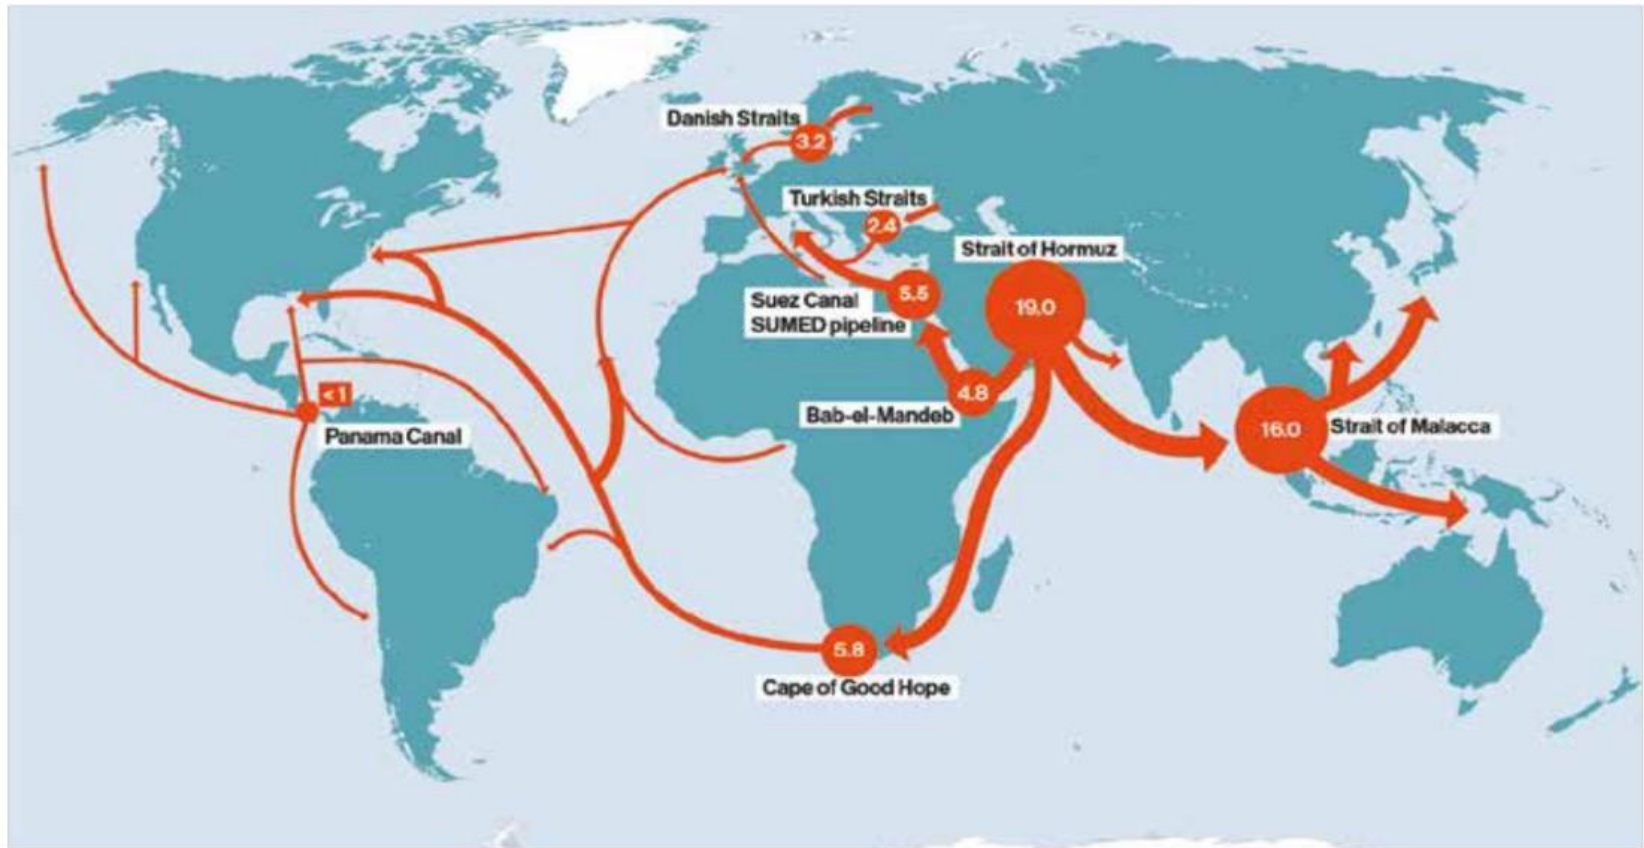 Danish Straits
3.2
Turkish Straits
2.4
Strait of Hormuz
19.0
Suez Canal
SUMED pipeline
5.5
4.8
Bab-el-Mandeb
<1
Panama Canal
16.0
Strait of Malacca
5.8
Cape of Good Hope